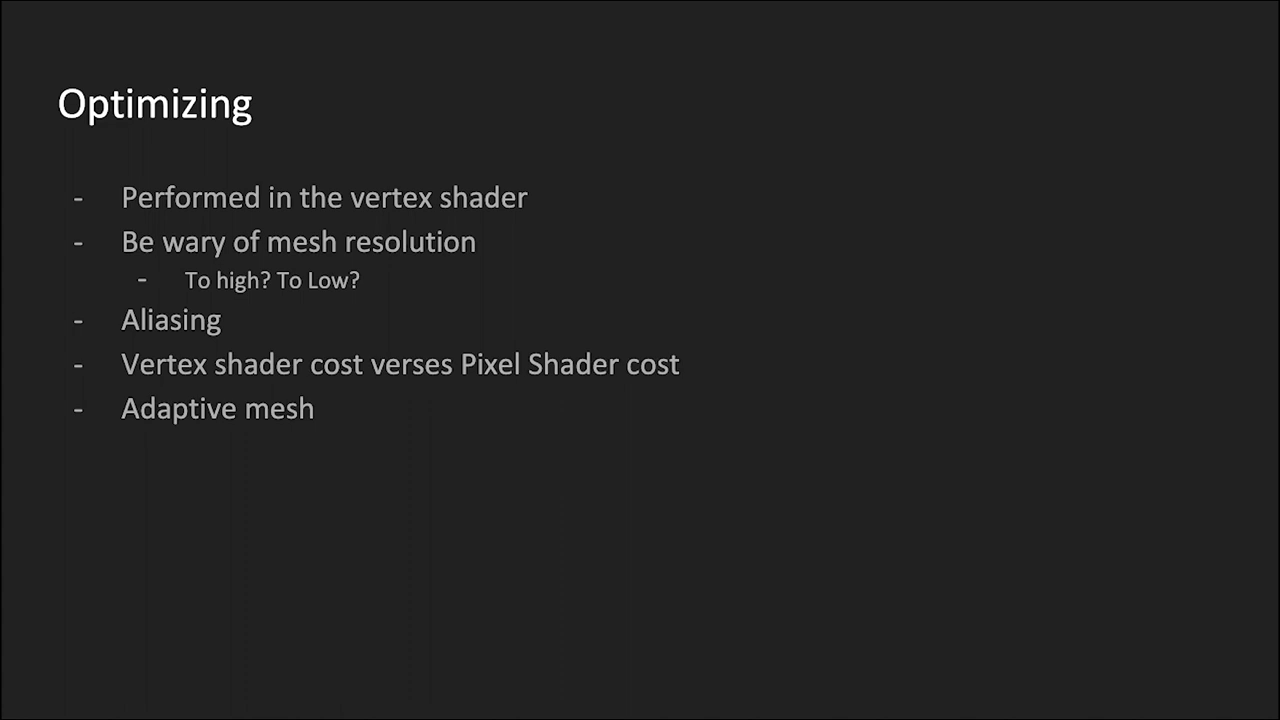 Optimizing
- Performed in the vertex shader
- Be wary of mesh resolution
- To high? To Low?
- Aliasing
- Vertex shader cost verses Pixel Shader cost
- Adaptive mesh